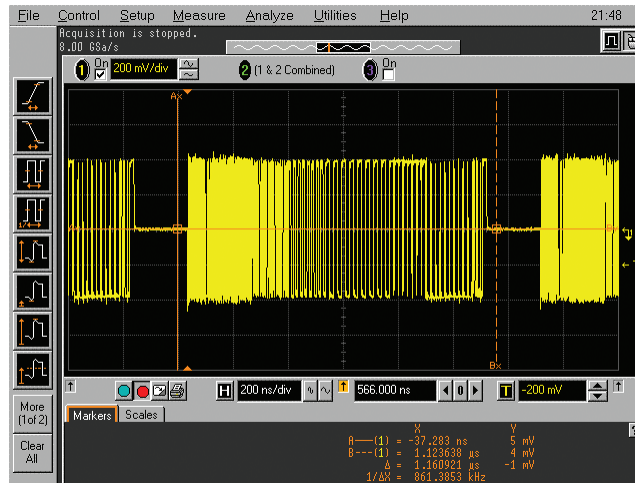 File Control Setup Measure Analyze Utilities Help 21:48
Acquisition is stopped.
8.00 GSa/s
1 On 200 mV/div 2 (1 & 2 Combined) 3 On
Ax
Bx
H 200 ns/div 566.000 ns 0 T -200 mV
More
(1of 2)
Clear
All
Markers Scales
X Y
A———(1) = -37.283 ns 5 mV
B---(1) = 1.123638 µs 4 mV
Δ = 1.160921 µs -1 mV
1/ΔX = 861.3853 kHz